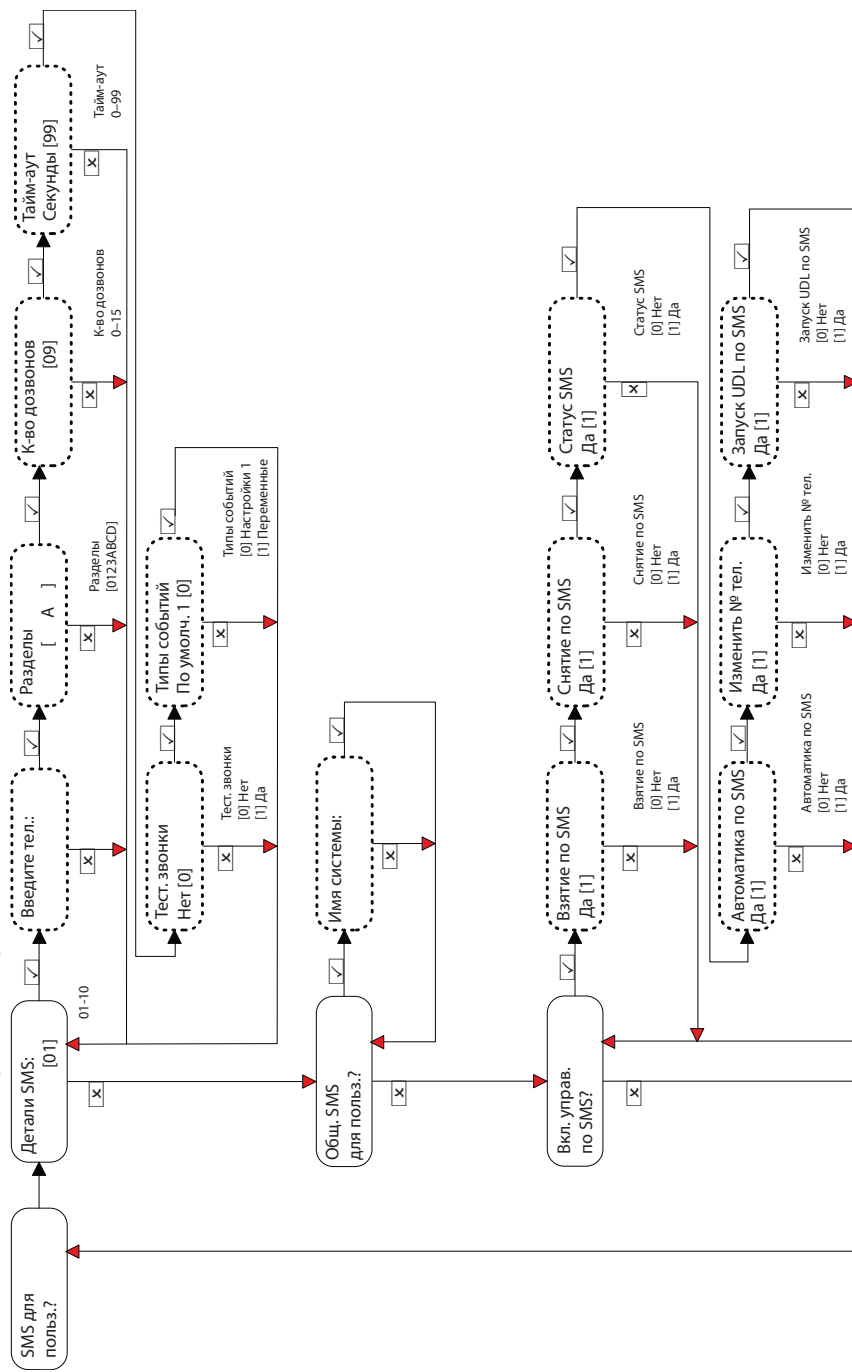 SMS для
польз.?
Детали SMS:
[01]
01-10
Введите тел.:
Разделы
[ A ]
Разделы
[0123ABCD]
К-во дозвонов
[09]
К-во дозвонов
0–15
Тайм-аут
Секунды [99]
Тайм-аут
0–99
Тест. звонки
Нет [0]
Тест. звонки
[0] Нет
[1] Да
Типы событий
По умолч. 1 [0]
Типы событий
[0] Настройки 1
[1] Переменные
Общ. SMS
для польз.?
Имя системы:
Вкл. управ.
по SMS?
Взятие по SMS
Да [1]
Взятие по SMS
[0] Нет
[1] Да
Снятие по SMS
Да [1]
Снятие по SMS
[0] Нет
[1] Да
Статус SMS
Да [1]
Статус SMS
[0] Нет
[1] Да
Автоматика по SMS
Да [1]
Автоматика по SMS
[0] Нет
[1] Да
Изменить № тел.
Да [1]
Изменить № тел.
[0] Нет
[1] Да
Запуск UDL по SMS
Да [1]
Запуск UDL по SMS
[0] Нет
[1] Да